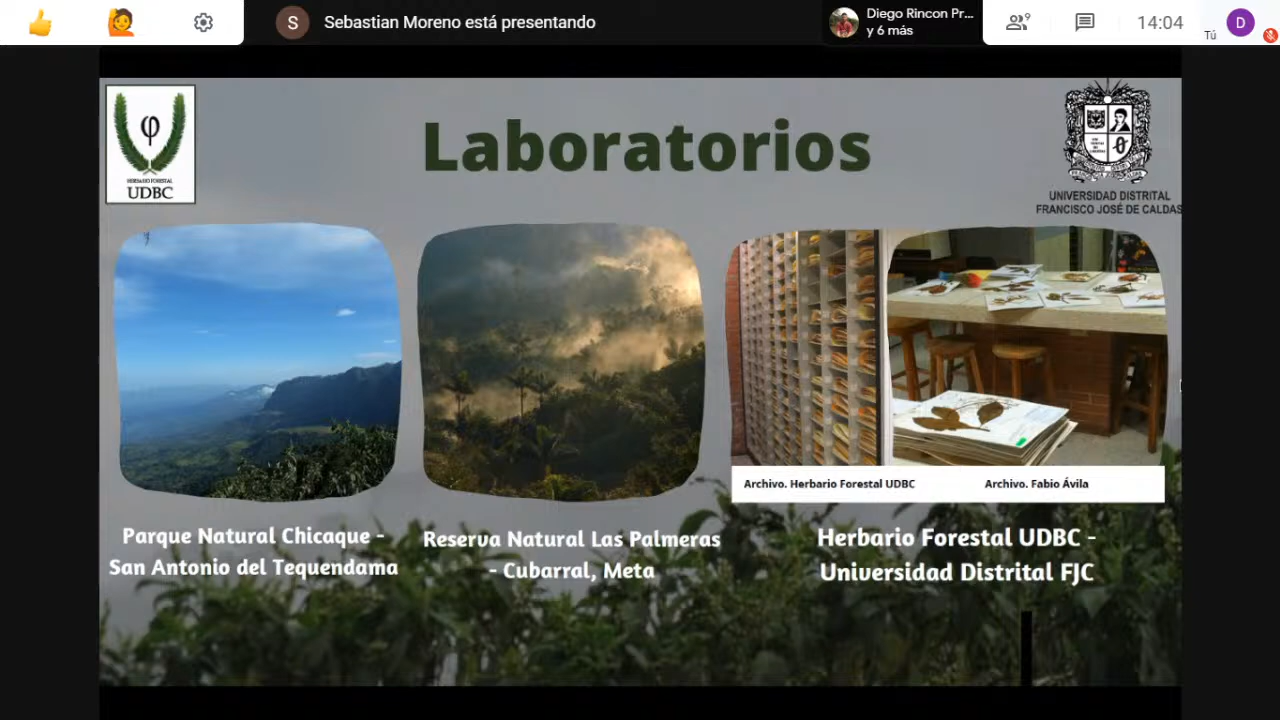 S Sebastian Moreno está presentando
Diego Rincon Pr...
y 6 más
9
14:04
Tú
D
Laboratorios
φ
HERBARIO FORESTAL
UDBC
UNIVERSIDAD DISTRITAL
FRANCISCO JOSÉ DE CALDAS
Archivo. Herbario Forestal UDBC
Archivo. Fabio Ávila
Parque Natural Chicaque -
San Antonio del Tequendama
Reserva Natural Las Palmeras
- Cubarral, Meta
Herbario Forestal UDBC -
Universidad Distrital FJC